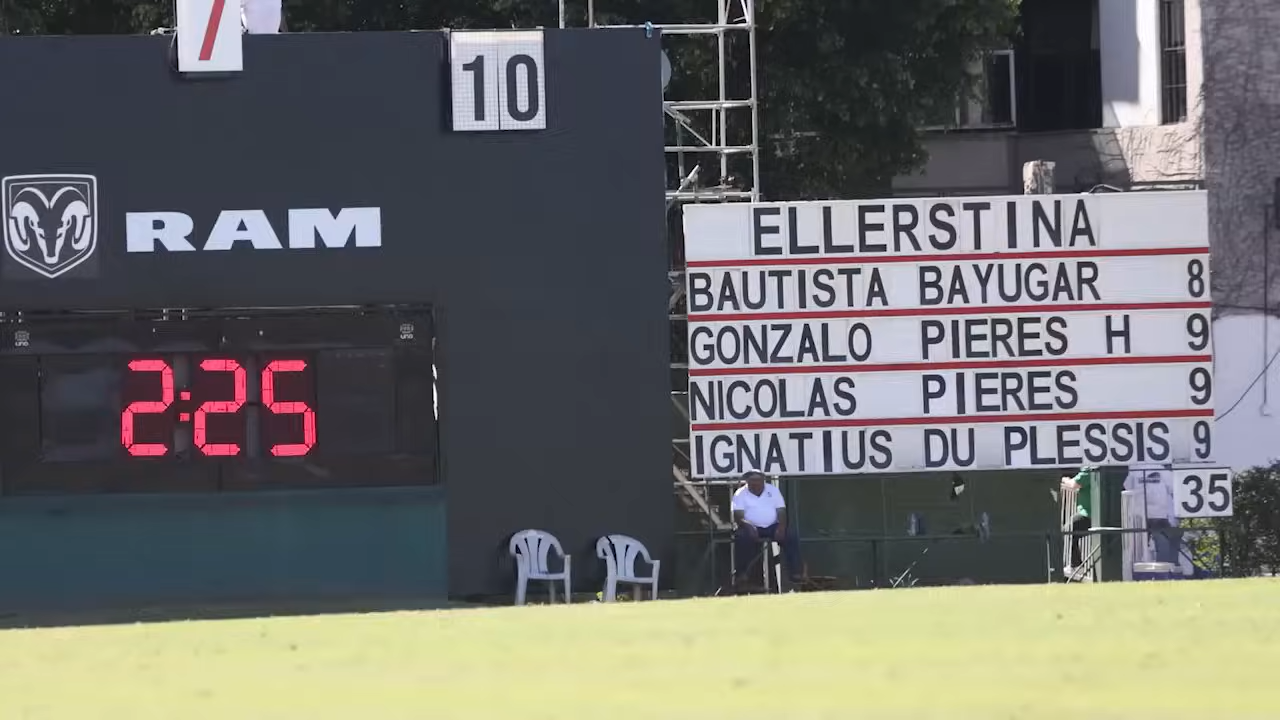 7
10
RAM
2:25
ELLERSTINA
BAUTISTA BAYUGAR 8
GONZALO PIERES H 9
NICOLAS PIERES 9
IGNATIUS DU PLESSIS 9
35